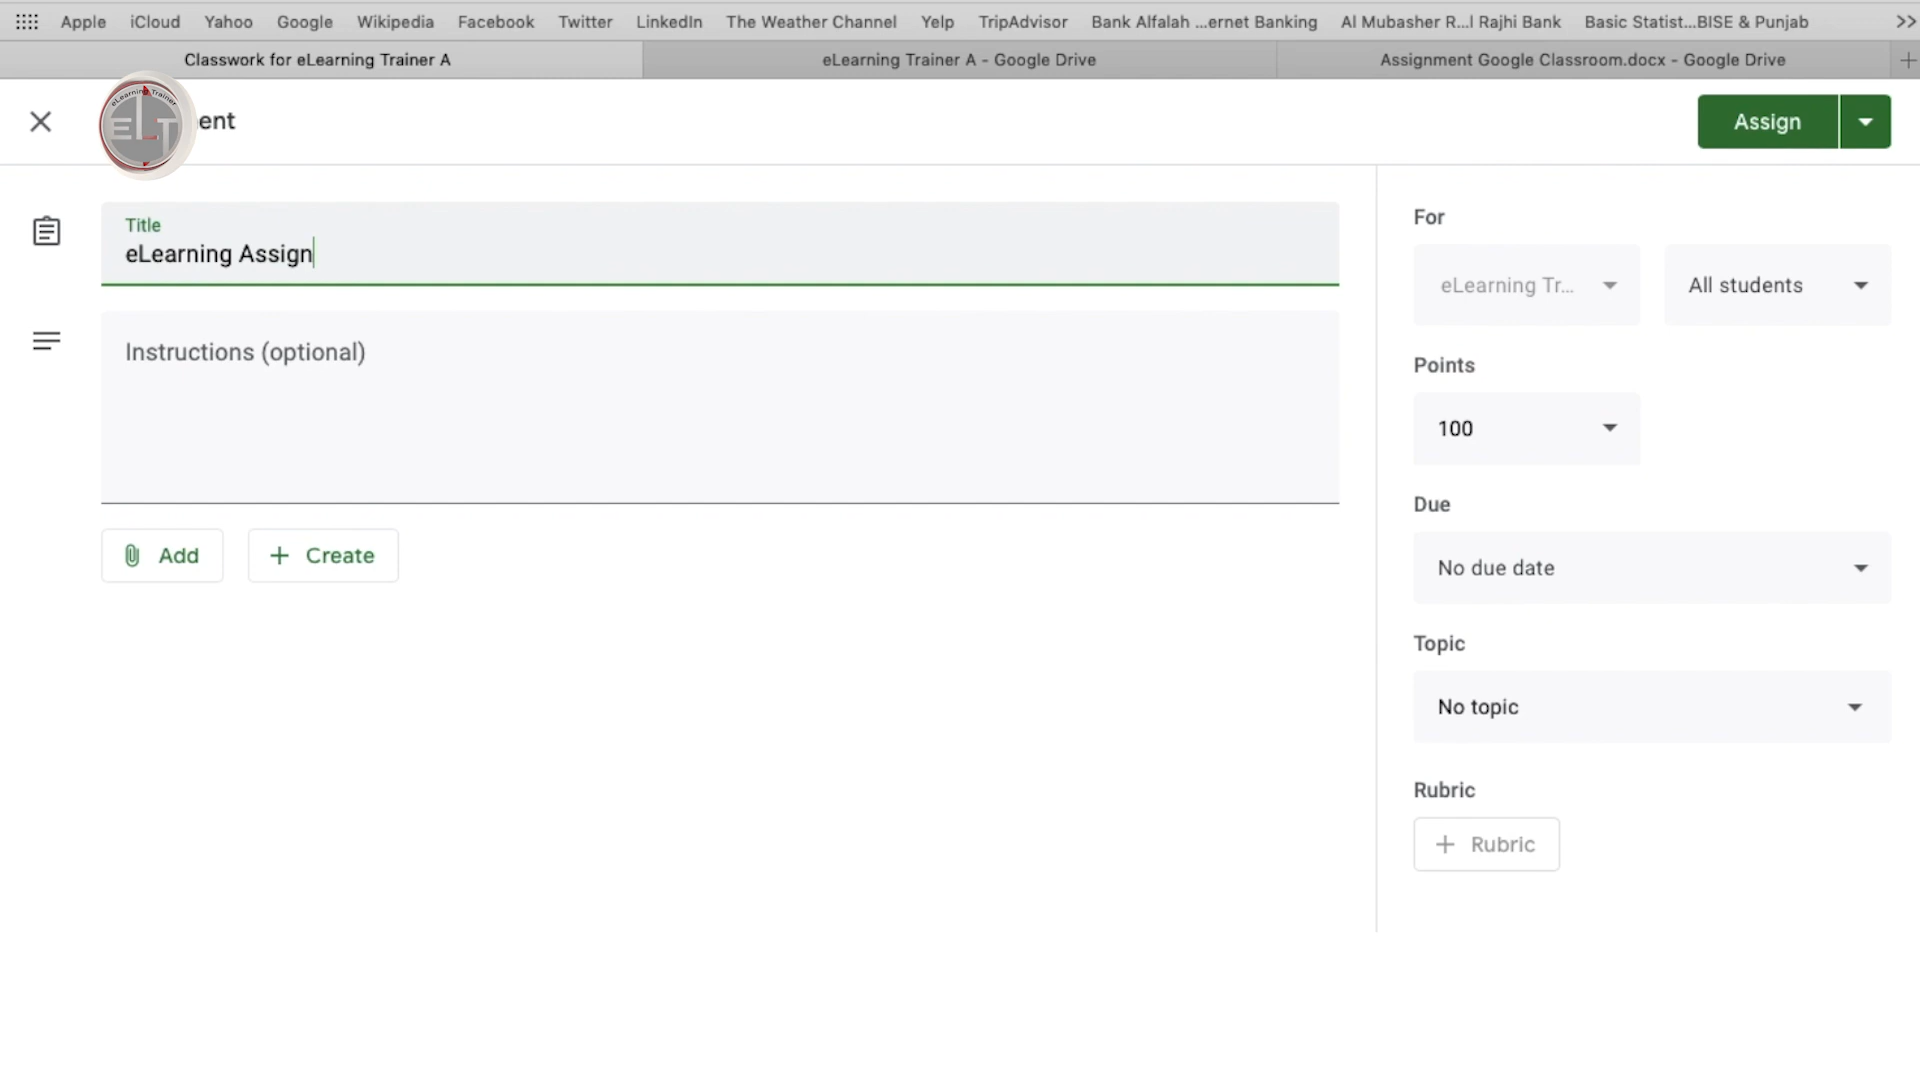 Apple iCloud Yahoo Google Wikipedia Facebook Twitter LinkedIn The Weather Channel Yelp TripAdvisor Bank Alfalah ...ernet Banking Al Mubasher R...l Rajhi Bank Basic Statist...BISE & Punjab
Classwork for eLearning Trainer A
eLearning Trainer A - Google Drive
Assignment Google Classroom.docx - Google Drive
eLearning Trainer
ELT
ent
Assign
Title
eLearning Assign
Instructions (optional)
Add
Create
For
eLearning Tr...
All students
Points
100
Due
No due date
Topic
No topic
Rubric
Rubric